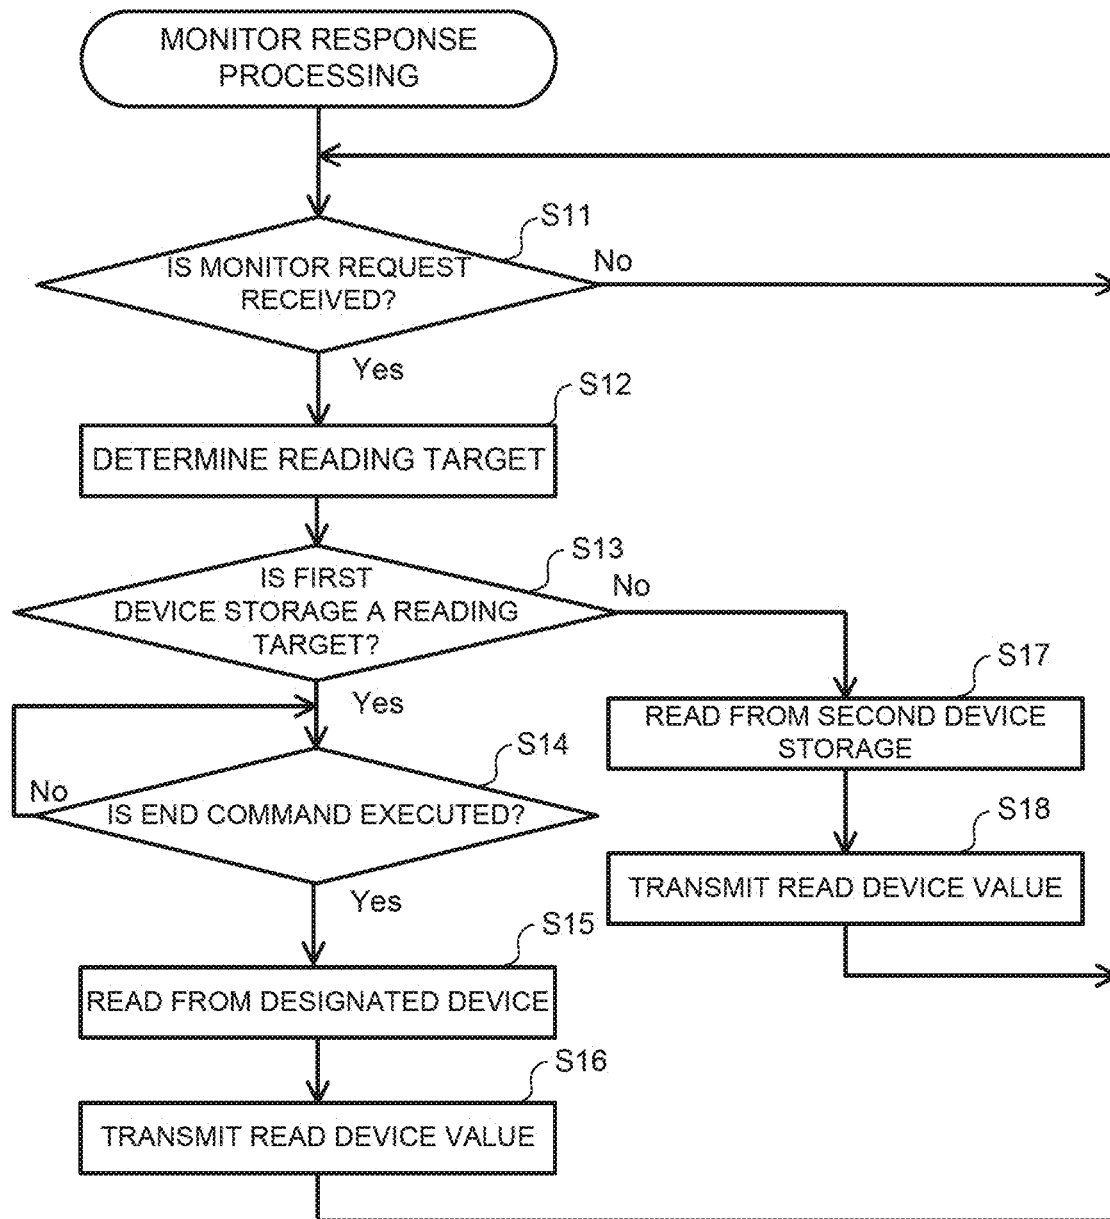 MONITOR RESPONSE
PROCESSING
S11
IS MONITOR REQUEST
RECEIVED?
No
Yes
S12
DETERMINE READING TARGET
S13
IS FIRST
DEVICE STORAGE A READING
TARGET?
No
Yes
S17
READ FROM SECOND DEVICE
STORAGE
S14
No
IS END COMMAND EXECUTED?
S18
TRANSMIT READ DEVICE VALUE
Yes
S15
READ FROM DESIGNATED DEVICE
S16
TRANSMIT READ DEVICE VALUE